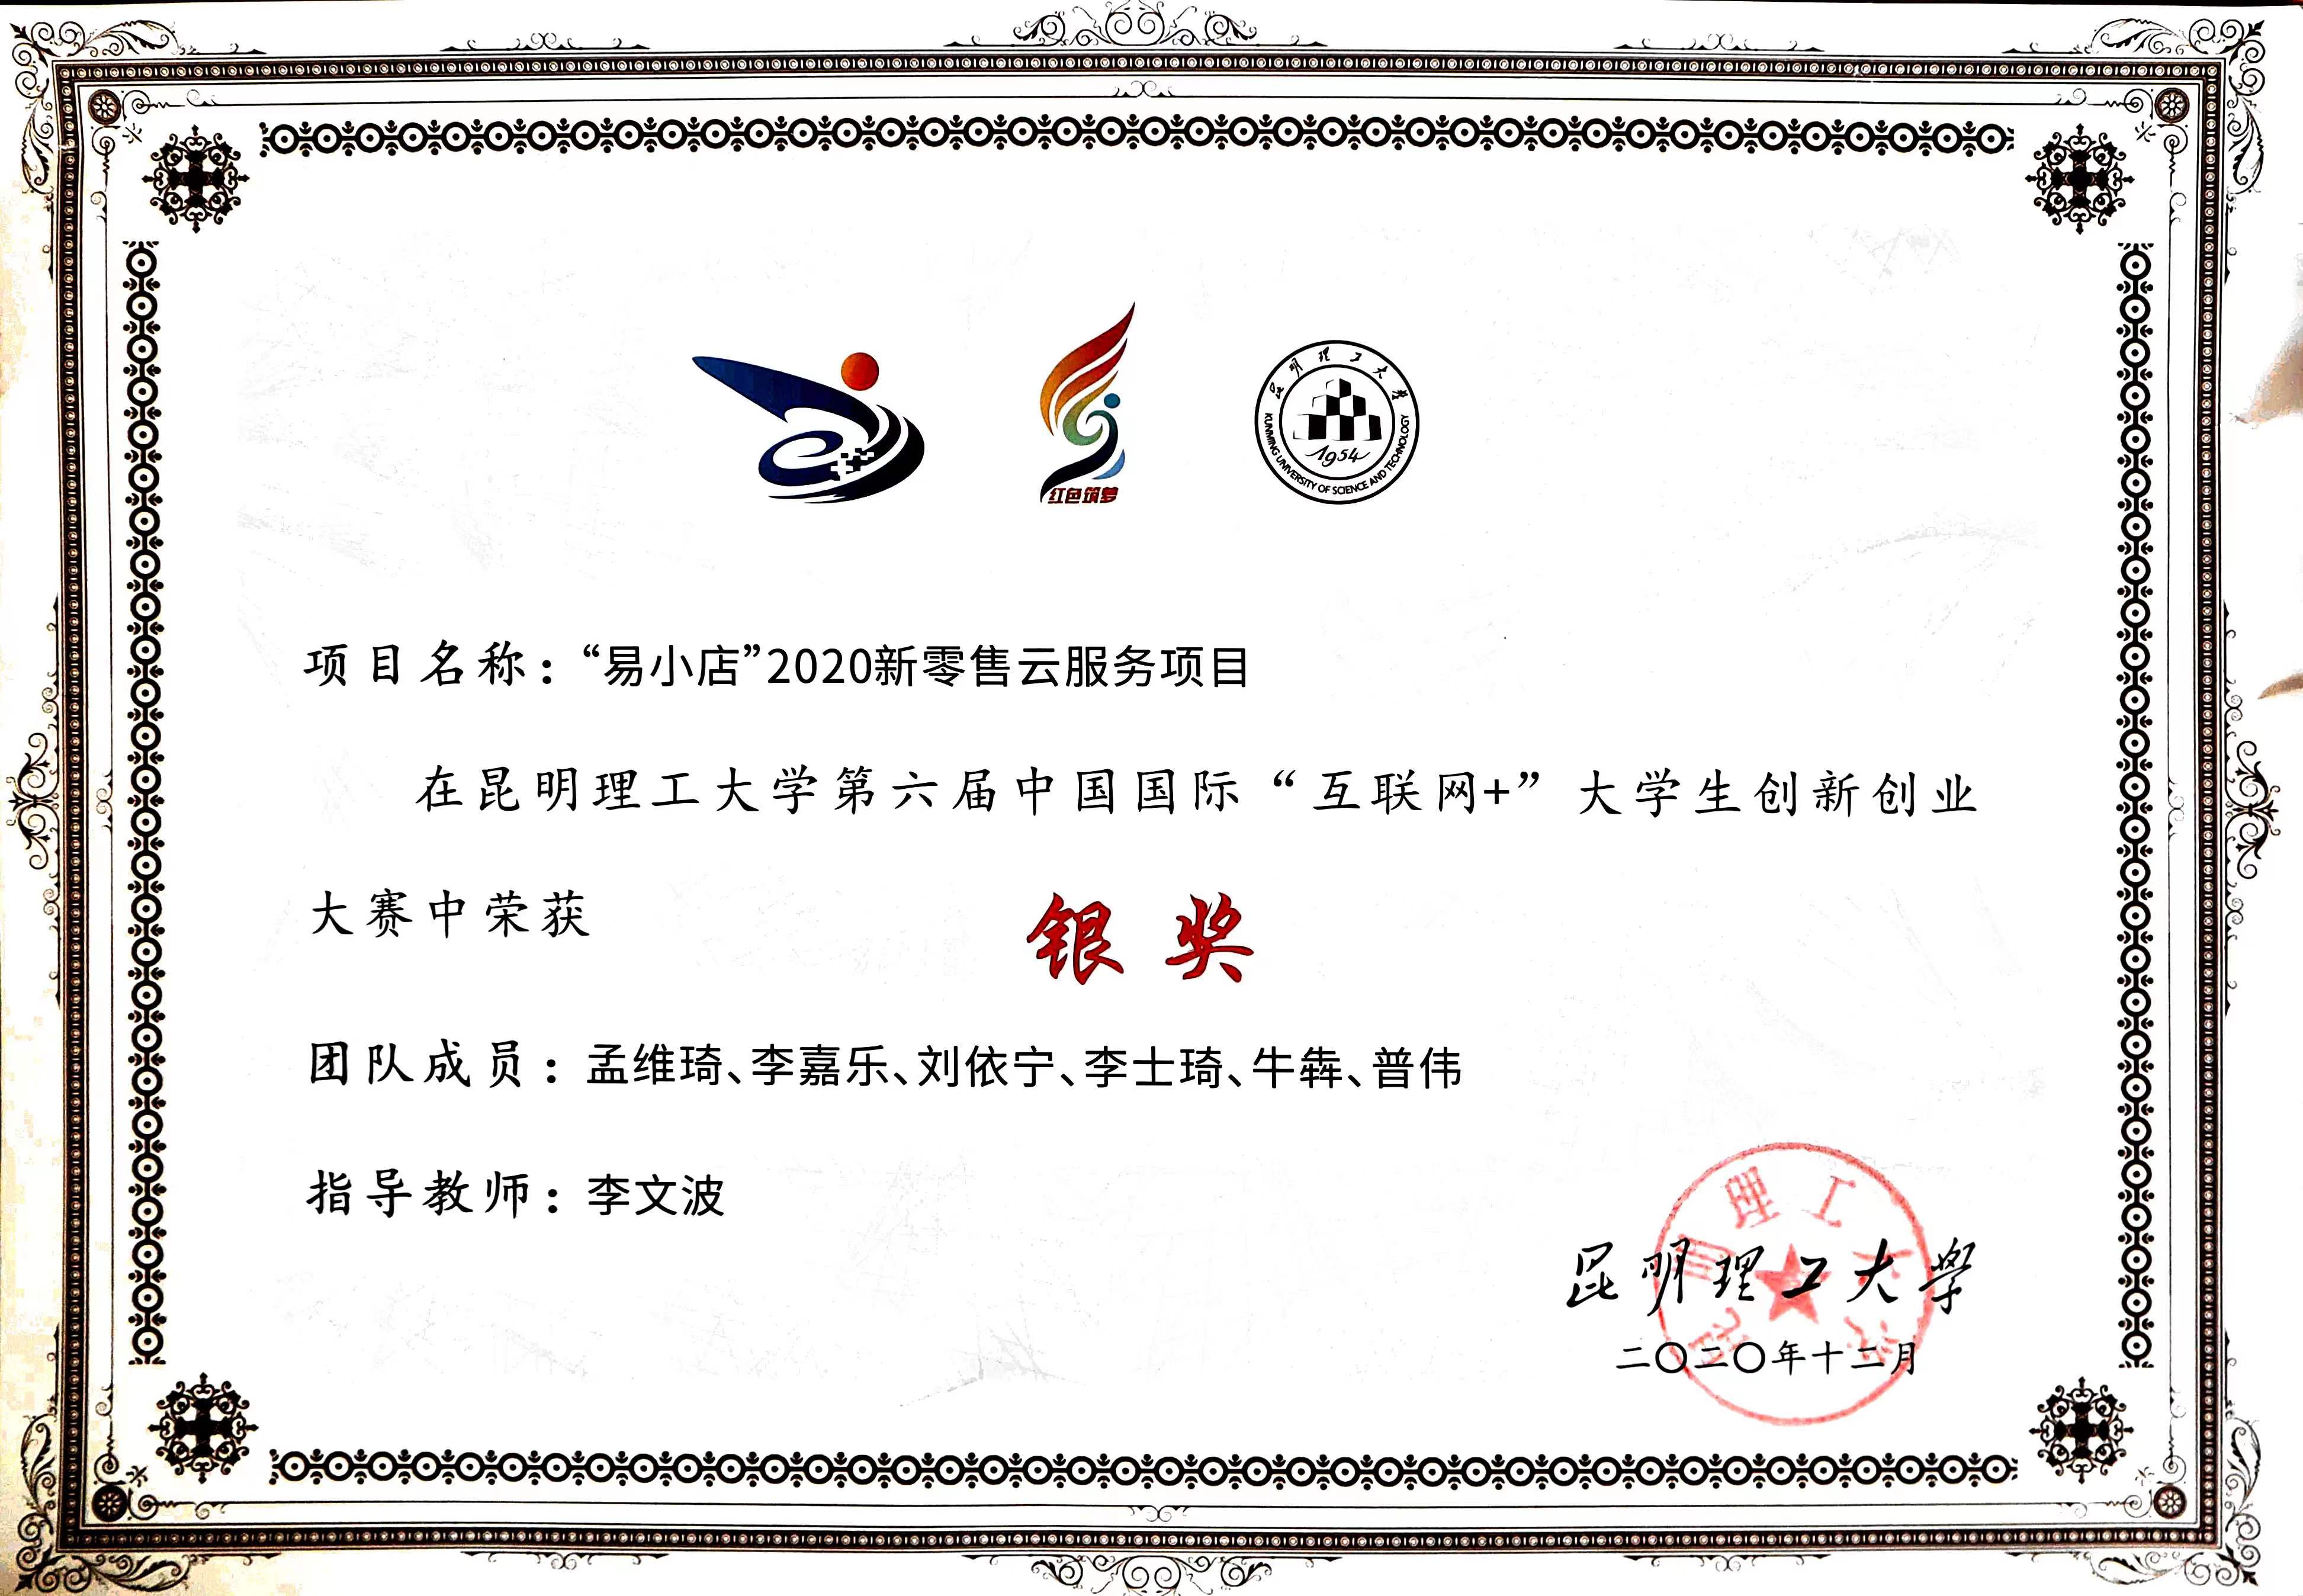 红色筑梦
昆明理工大學
1954
KUNMING UNIVERSITY OF SCIENCE AND TECHNOLOGY
项目名称：“易小店”2020新零售云服务项目
在昆明理工大学第六届中国国际“互联网+”大学生创新创业
大赛中荣获
银奖
团队成员：孟维琦、李嘉乐、刘依宁、李士琦、牛犇、普伟
指导教师：李文波
昆明理工大学
昆明理工大學
二〇二〇年十二月